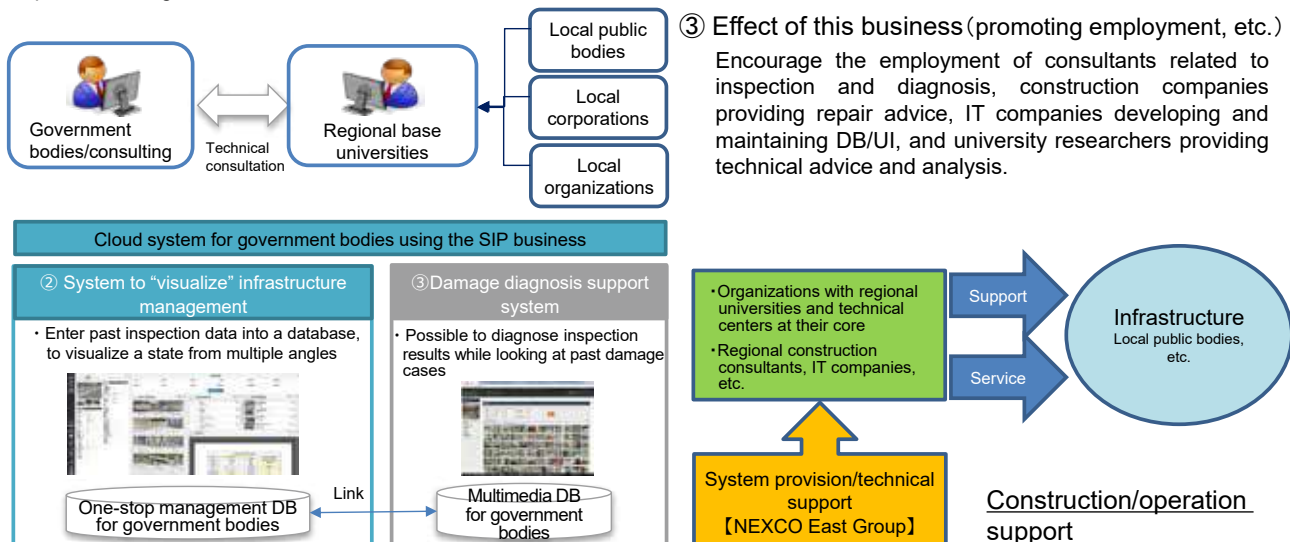 Government
bodies/consulting
Technical
consultation
Regional base
universities
Local public
bodies
Local
corporations
Local
organizations
③ Effect of this business（promoting employment, etc.）
Encourage the employment of consultants related to
inspection and diagnosis, construction companies
providing repair advice, IT companies developing and
maintaining DB/UI, and university researchers providing
technical advice and analysis.
Cloud system for government bodies using the SIP business
② System to “visualize” infrastructure
management
・Enter past inspection data into a database,
to visualize a state from multiple angles
One-stop management DB
for government bodies
Link
③Damage diagnosis support
system
・Possible to diagnose inspection
results while looking at past damage
cases
Multimedia DB
for government
bodies
・Organizations with regional
universities and technical
centers at their core
・Regional construction
consultants, IT companies,
etc.
Support
Service
Infrastructure
Local public bodies,
etc.
System provision/technical
support
【NEXCO East Group】
Construction/operation
support